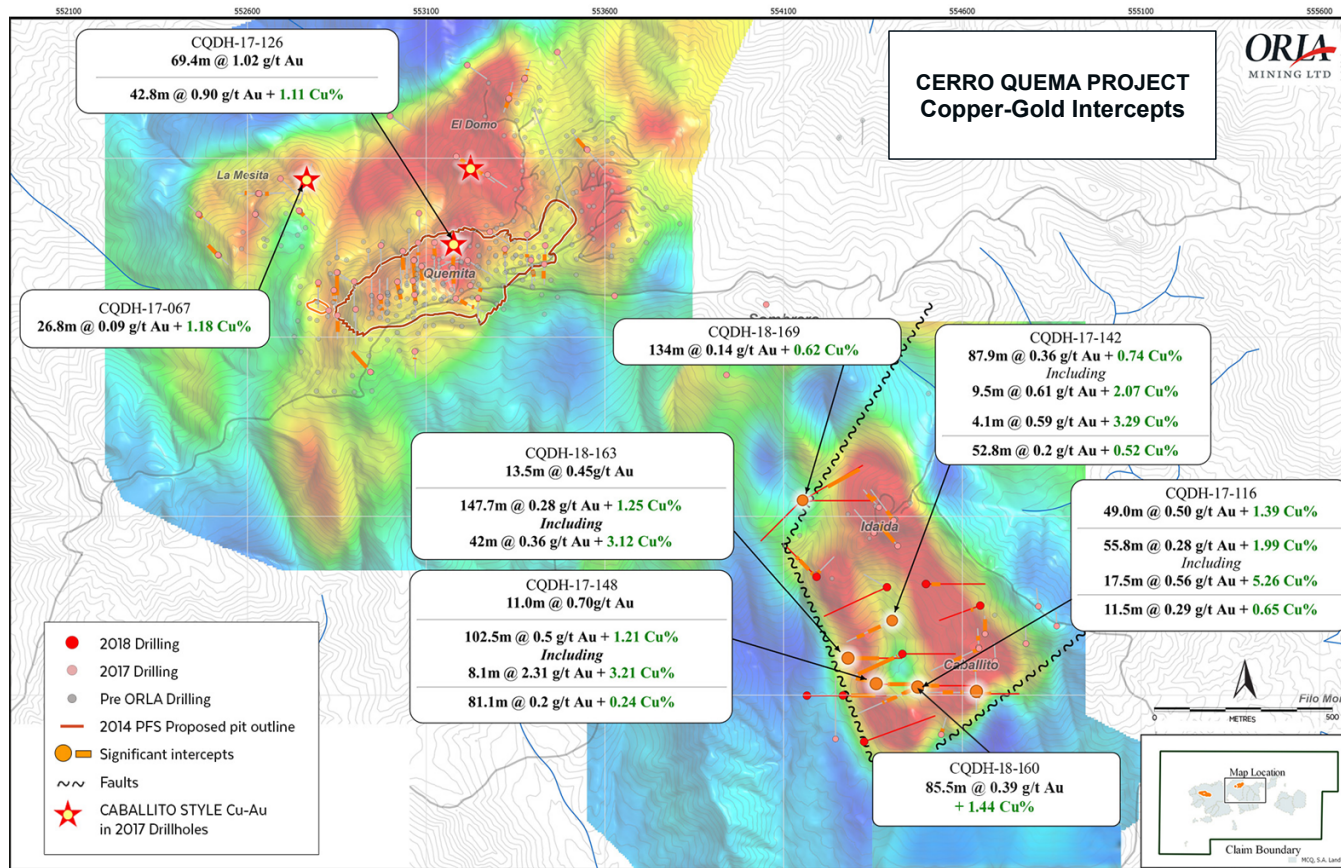 552100
552600
553100
553600
554100
554600
555100
555600
CQDH-17-126
69.4m @ 1.02 g/t Au
42.8m @ 0.90 g/t Au + 1.11 Cu%
CERRO QUEMA PROJECT
Copper-Gold Intercepts
ORLA
MINING LTD
El Domo
La Mesita
Quemita
CQDH-17-067
26.8m @ 0.09 g/t Au + 1.18 Cu%
CQDH-18-169
134m @ 0.14 g/t Au + 0.62 Cu%
CQDH-17-142
87.9m @ 0.36 g/t Au + 0.74 Cu%
Including
9.5m @ 0.61 g/t Au + 2.07 Cu%
4.1m @ 0.59 g/t Au + 3.29 Cu%
52.8m @ 0.2 g/t Au + 0.52 Cu%
CQDH-18-163
13.5m @ 0.45g/t Au
147.7m @ 0.28 g/t Au + 1.25 Cu%
Including
42m @ 0.36 g/t Au + 3.12 Cu%
CQDH-17-116
49.0m @ 0.50 g/t Au + 1.39 Cu%
55.8m @ 0.28 g/t Au + 1.99 Cu%
Including
17.5m @ 0.56 g/t Au + 5.26 Cu%
11.5m @ 0.29 g/t Au + 0.65 Cu%
Idaida
CQDH-17-148
11.0m @ 0.70g/t Au
102.5m @ 0.5 g/t Au + 1.21 Cu%
Including
8.1m @ 2.31 g/t Au + 3.21 Cu%
81.1m @ 0.2 g/t Au + 0.24 Cu%
Caballito
2018 Drilling
2017 Drilling
Pre ORLA Drilling
2014 PFS Proposed pit outline
Significant intercepts
Faults
CABALLITO STYLE Cu-Au
in 2017 Drillholes
CQDH-18-160
85.5m @ 0.39 g/t Au
+ 1.44 Cu%
Filo Mo
0
500
METRES
Map Location
Claim Boundary
MCQ, S.A. Land